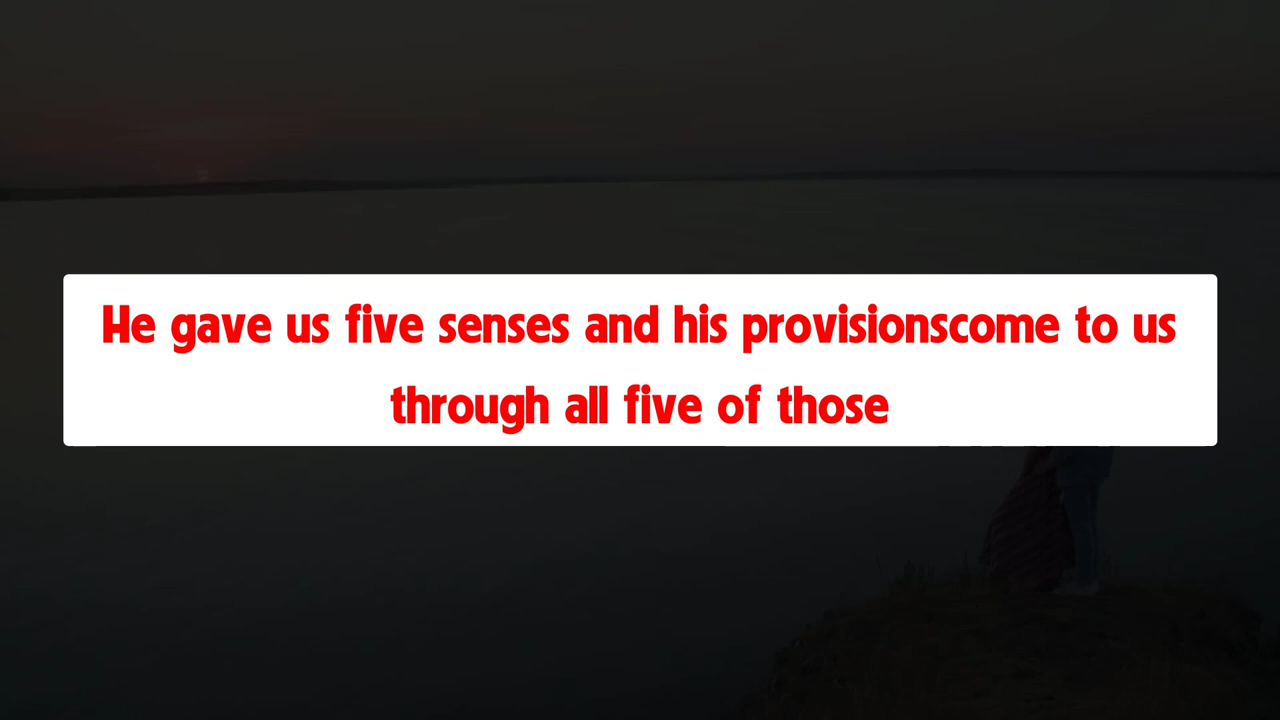 He gave us five senses and his provisionscome to us
through all five of those